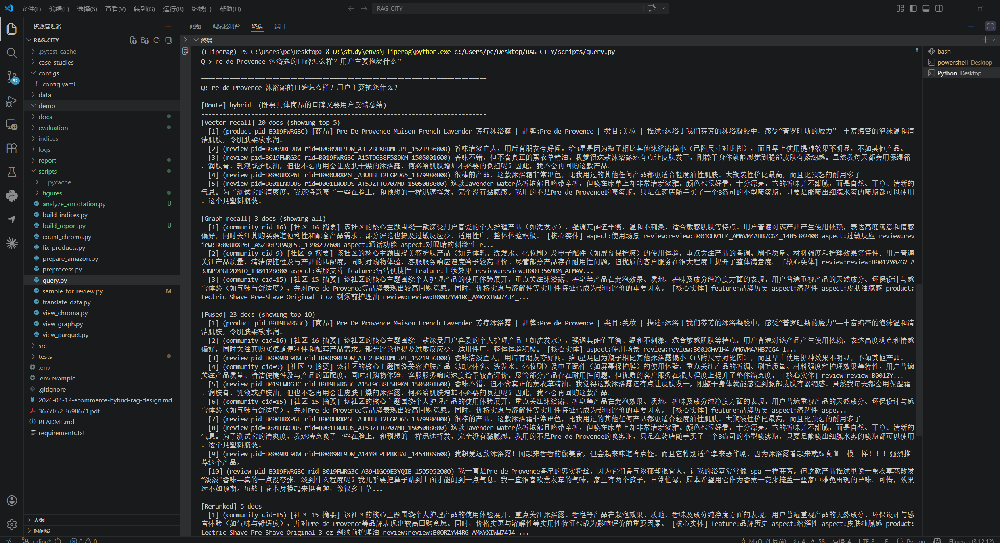 文件(F) 编辑(E) 选择(S) 查看(V) 转到(G) 运行(R) 终端(T) 帮助(H)
RAG-CITY
资源管理器
RAG-CITY
.pytest_cache
case_studies
configs
! config.yaml
data
demo
docs
evaluation
indices
logs
report
scripts
__pycache__
figures
analyze_annotation.py U
build_indices.py
build_report.py U
count_chroma.py
fix_products.py
prepare_amazon.py
preprocess.py
query.py
sample_for_review.py M
translate_data.py
view_chroma.py
view_graph.py
view_parquet.py
src
tests
.env
.env.example
.gitignore
2026-04-12-ecommerce-hybrid-rag-design.md
3677052.3698671.pdf
README.md
requirements.txt
大纲
时间线
32
问题 调试控制台 终端 端口
终端
(Fliperag) PS C:\Users\pc\Desktop> & D:\study\envs\Fliperag\python.exe c:/Users/pc/Desktop/RAG-CITY/scripts/query.py
Q > re de Provence 沐浴露的口碑怎么样？用户主要抱怨什么？
================================================================================
Q: re de Provence 沐浴露的口碑怎么样？用户主要抱怨什么？
--------------------------------------------------------------------------------
[Route] hybrid （既要具体商品的口碑又要用户反馈总结）
--------------------------------------------------------------------------------
[Vector recall] 20 docs (showing top 5)
[1] (product pid=B019FWRG3C) [商品] Pre De Provence Maison French Lavender 芳疗沐浴露 | 品牌:Pre de Provence | 类目:美妆 | 描述:沐浴于我们芬芳的沐浴凝胶中，感受“普罗旺斯的魔力”——丰富绵密的泡沫温和清
洁肌肤，令肌肤柔软水润。
[2] (review pid=B0009RF9DW rid=B0009RF9DW_A3T2BPXBDMLJPE_1521936000) 香味清淡宜人，用后有朋友夸好闻。给3星是因为瓶子相比其他沐浴露偏小（已附尺寸对比图），而且早上使用提神效果不明显，不如其他产品。
[3] (review pid=B019FWRG3C rid=B019FWRG3C_A15T9G38F589KM_1505001600) 香味不错，但不含真正的薰衣草精油。我觉得这款沐浴露还有点让皮肤发干，刚擦干身体就能感觉到腿部皮肤有紧绷感。虽然我每天都会用保湿霜
、润肤膏、乳液或护肤油，但也不想再用会让皮肤干燥的沐浴露，何必给肌肤增加不必要的负担呢？因此，我不会再回购这款产品。
[4] (review pid=B000URXP6E rid=B000URXP6E_A3UHBFT2EGPDG5_1379980800) 很棒的产品，这款沐浴霜非常出色，比我用过的其他任何产品都更适合轻度油性肌肤。大瓶装性价比最高，而且比预想的耐用多了
[5] (review pid=B001LNODUS rid=B001LNODUS_AT53ZTTO707MB_1505088000) 这款lavender water花香浓郁且略带辛香，但喷在床单上却非常清新淡雅。颜色也很好看，十分漂亮。它的香味并不甜腻，而是自然、干净、清新的
气息。为了测试它的清爽度，我还特意喷了一些在脸上，和预想的一样迅速挥发，完全没有黏腻感。我用的不是Pre de Provence的喷雾瓶，只是在药店随手买了一个8盎司的小型喷雾瓶，只要是能喷出细腻水雾的喷瓶都可以使用
。这个是塑料瓶装。
--------------------------------------------------------------------------------
[Graph recall] 3 docs (showing all)
[1] (community cid=16) [社区 16 摘要] 该社区的核心主题围绕一款深受用户喜爱的个人护理产品（如洗发水），强调其pH值平衡、温和不刺激、适合敏感肌肤等特点。用户普遍对该产品产生使用依赖，表达高度满意和情感
偏好，同时关注其购买渠道便利性和配套产品需求。部分评论也提及过敏反应少、适用性广，整体体验积极。 [核心实体] aspect:使用场景 review:review:B001OHV1H4_AM6VM4AHB7CG4_1485302400 aspect:过敏反应 review:rev
iew:B000URXP6E_ASZB0F9PAQL5J_1398297600 aspect:通话功能 aspect:对眼睛的刺激性 r...
[2] (community cid=9) [社区 9 摘要] 该社区的核心主题围绕美容护肤产品（如身体乳、洗发水、化妆刷）及电子配件（如屏幕保护膜）的使用体验，重点关注产品的香调、刷毛质量、材料强度和护理效果等特性。用户普遍
关注产品质量、清洁便捷性及与产品的匹配度，同时对购物体验、客服服务响应速度给予较高评价。尽管部分产品存在耐用性问题，但优质的客户服务在很大程度上提升了整体满意度。 [核心实体] review:review:B0012Y0ZG2_A
3JNP9PGF2DMIO_1384128000 aspect:客服支持 feature:清洁便捷性 feature:上妆效果 review:review:B00T3569BM_AFMAV...
[3] (community cid=15) [社区 15 摘要] 该社区的核心主题围绕个人护理产品的使用体验展开，重点关注沐浴露、香皂等产品在起泡效果、质地、香味及成分纯净度方面的表现。用户普遍重视产品的天然成分、环保设计与感
官体验（如气味与舒适度），并对Pre de Provence等品牌表现出较高回购意愿。同时，价格实惠与溶解性等实用性特征也成为影响评价的重要因素。 [核心实体] feature:品牌历史 aspect:溶解性 aspect:皮肤油腻感 product:
Lectric Shave Pre-Shave Original 3 oz 剃须前护理油 review:review:B00RZYW4RG_AMXYXIWW74J4_...
--------------------------------------------------------------------------------
[Fused] 23 docs (showing top 10)
[1] (product pid=B019FWRG3C) [商品] Pre De Provence Maison French Lavender 芳疗沐浴露 | 品牌:Pre de Provence | 类目:美妆 | 描述:沐浴于我们芬芳的沐浴凝胶中，感受“普罗旺斯的魔力”——丰富绵密的泡沫温和清
洁肌肤，令肌肤柔软水润。
[2] (community cid=16) [社区 16 摘要] 该社区的核心主题围绕一款深受用户喜爱的个人护理产品（如洗发水），强调其pH值平衡、温和不刺激、适合敏感肌肤等特点。用户普遍对该产品产生使用依赖，表达高度满意和情感
偏好，同时关注其购买渠道便利性和配套产品需求。部分评论也提及过敏反应少、适用性广，整体体验积极。 [核心实体] aspect:使用场景 review:review:B001OHV1H4_AM6VM4AHB7CG4_1...
[3] (review pid=B0009RF9DW rid=B0009RF9DW_A3T2BPXBDMLJPE_1521936000) 香味清淡宜人，用后有朋友夸好闻。给3星是因为瓶子相比其他沐浴露偏小（已附尺寸对比图），而且早上使用提神效果不明显，不如其他产品。
[4] (community cid=9) [社区 9 摘要] 该社区的核心主题围绕美容护肤产品（如身体乳、洗发水、化妆刷）及电子配件（如屏幕保护膜）的使用体验，重点关注产品的香调、刷毛质量、材料强度和护理效果等特性。用户普遍
关注产品质量、清洁便捷性及与产品的匹配度，同时对购物体验、客服服务响应速度给予较高评价。尽管部分产品存在耐用性问题，但优质的客户服务在很大程度上提升了整体满意度。 [核心实体] review:review:B0012Y...
[5] (review pid=B019FWRG3C rid=B019FWRG3C_A15T9G38F589KM_1505001600) 香味不错，但不含真正的薰衣草精油。我觉得这款沐浴露还有点让皮肤发干，刚擦干身体就能感觉到腿部皮肤有紧绷感。虽然我每天都会用保湿霜
、润肤膏、乳液或护肤油，但也不想再用会让皮肤干燥的沐浴露，何必给肌肤增加不必要的负担呢？因此，我不会再回购这款产品。
[6] (community cid=15) [社区 15 摘要] 该社区的核心主题围绕个人护理产品的使用体验展开，重点关注沐浴露、香皂等产品在起泡效果、质地、香味及成分纯净度方面的表现。用户普遍重视产品的天然成分、环保设计与感
官体验（如气味与舒适度），并对Pre de Provence等品牌表现出较高回购意愿。同时，价格实惠与溶解性等实用性特征也成为影响评价的重要因素。 [核心实体] feature:品牌历史 aspect:溶解性 aspe...
[7] (review pid=B000URXP6E rid=B000URXP6E_A3UHBFT2EGPDG5_1379980800) 很棒的产品，这款沐浴霜非常出色，比我用过的其他任何产品都更适合轻度油性肌肤。大瓶装性价比最高，而且比预想的耐用多了
[8] (review pid=B001LNODUS rid=B001LNODUS_AT53ZTTO707MB_1505088000) 这款lavender water花香浓郁且略带辛香，但喷在床单上却非常清新淡雅。颜色也很好看，十分漂亮。它的香味并不甜腻，而是自然、干净、清新的
气息。为了测试它的清爽度，我还特意喷了一些在脸上，和预想的一样迅速挥发，完全没有黏腻感。我用的不是Pre de Provence的喷雾瓶，只是在药店随手买了一个8盎司的小型喷雾瓶，只要是能喷出细腻水雾的喷瓶都可以使用
。这个是塑料瓶装。
[9] (review pid=B0009RF9DW rid=B0009RF9DW_A14Y0FPHPBKBAF_1454889600) 我超爱这款沐浴露！闻起来香香的像美食，但尝起来味道有点怪。而且它特别适合拿来恶作剧，因为沐浴露看起来就跟真血一模一样！！！强烈推
荐这个产品。
[10] (review pid=B019FWRG3C rid=B019FWRG3C_A39H1GO9E3YQIB_1505952000) 我一直是Pre de Provence香皂的忠实粉丝，因为它们香气浓郁却很宜人，让我的浴室常常像 spa 一样芬芳。但这款产品描述里说干薰衣草花散发
“淡淡”香味——真的一点没夸张。淡到什么程度呢？我几乎要把鼻子贴到上面才能闻到一点气息。我一直很喜欢薰衣草的气味，家里有两个孩子，日常忙碌，原本希望用它作为香薰干花来掩盖一些家中难免出现的异味。可惜，效果
远不如预期。虽然干花本身摸起来挺有趣，像很多干草...
--------------------------------------------------------------------------------
[Reranked] 5 docs
[1] (community cid=15) [社区 15 摘要] 该社区的核心主题围绕个人护理产品的使用体验展开，重点关注沐浴露、香皂等产品在起泡效果、质地、香味及成分纯净度方面的表现。用户普遍重视产品的天然成分、环保设计与感
官体验（如气味与舒适度），并对Pre de Provence等品牌表现出较高回购意愿。同时，价格实惠与溶解性等实用性特征也成为影响评价的重要因素。 [核心实体] feature:品牌历史 aspect:溶解性 aspect:皮肤油腻感 product:
Lectric Shave Pre-Shave Original 3 oz 剃须前护理油 review:review:B00RZYW4RG_AMXYXIWW74J4_...
bash
powershell Desktop
Python Desktop
coding* 0 0 MirOr (1 周前) 行 4, 列 58 空格: 4 UTF-8 LF {} Python Fliperag (3.12.12)